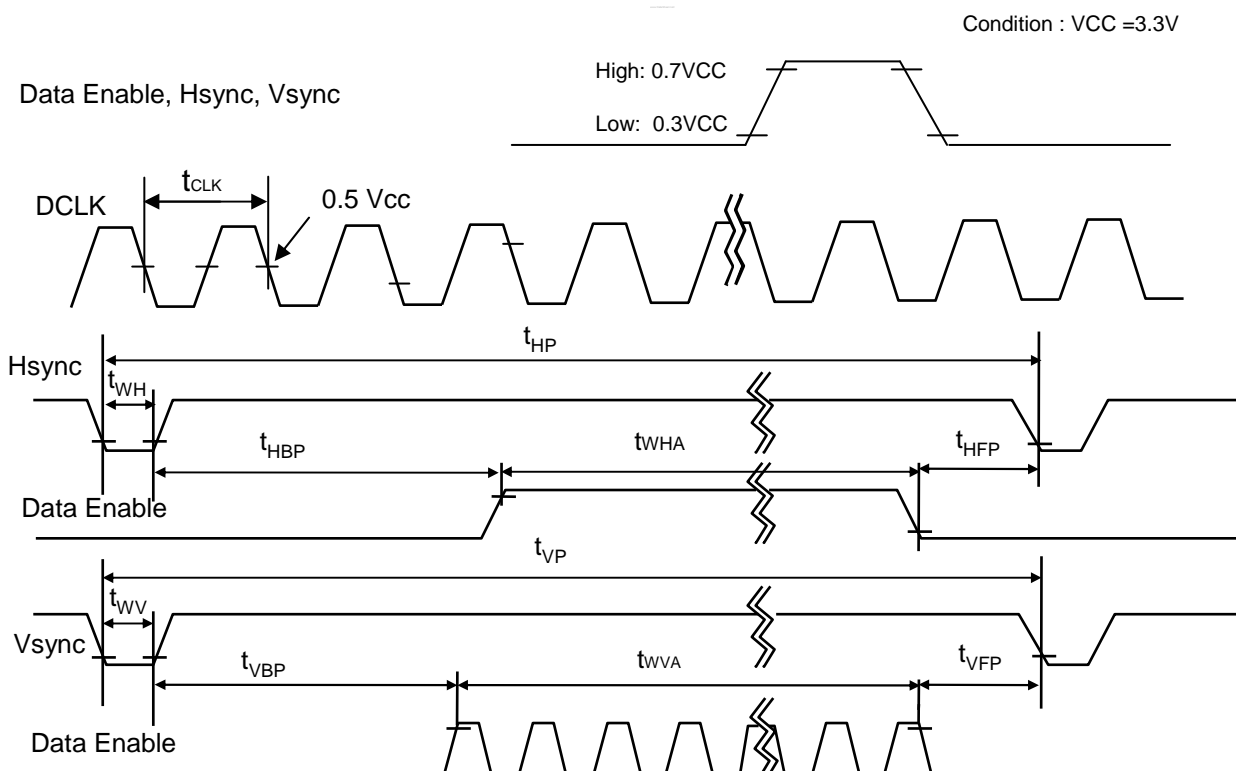 Condition : VCC =3.3V
High: 0.7VCC
Data Enable, Hsync, Vsync
Low: 0.3VCC
tCLK
0.5 Vcc
DCLK
tHP
Hsync
tWH
tHBP
tWHA
tHFP
Data Enable
tVP
tWV
Vsync
tVBP
tWVA
tVFP
Data Enable